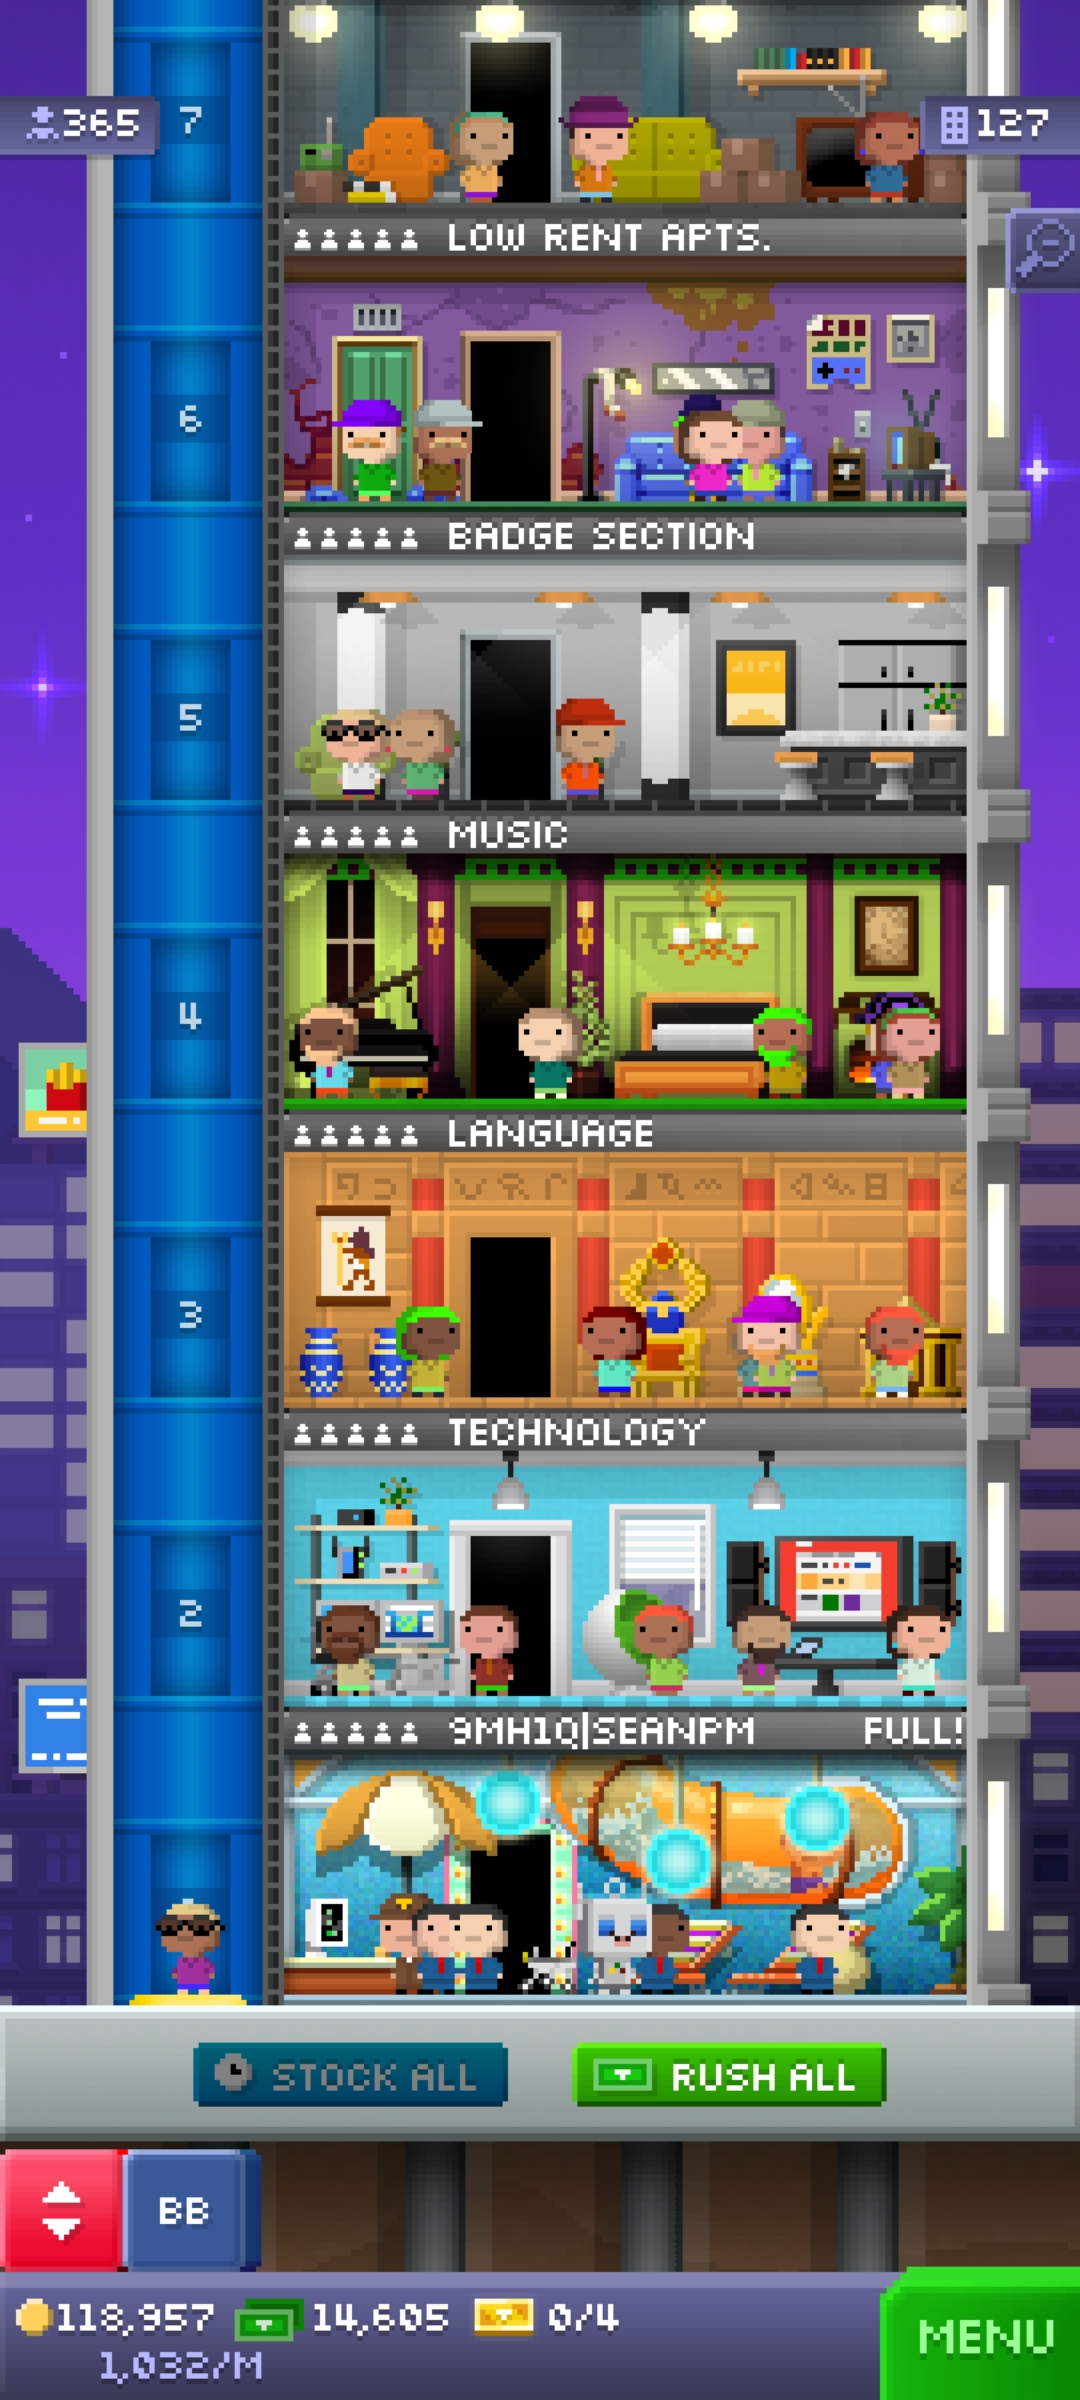 365
7
127
LOW RENT APTS.
6
BADGE SECTION
5
MUSIC
4
LANGUAGE
3
TECHNOLOGY
2
9MH1Q|SEANPM FULL!
STOCK ALL
RUSH ALL
BB
118,957 14,605 0/4
1,032/M
MENU